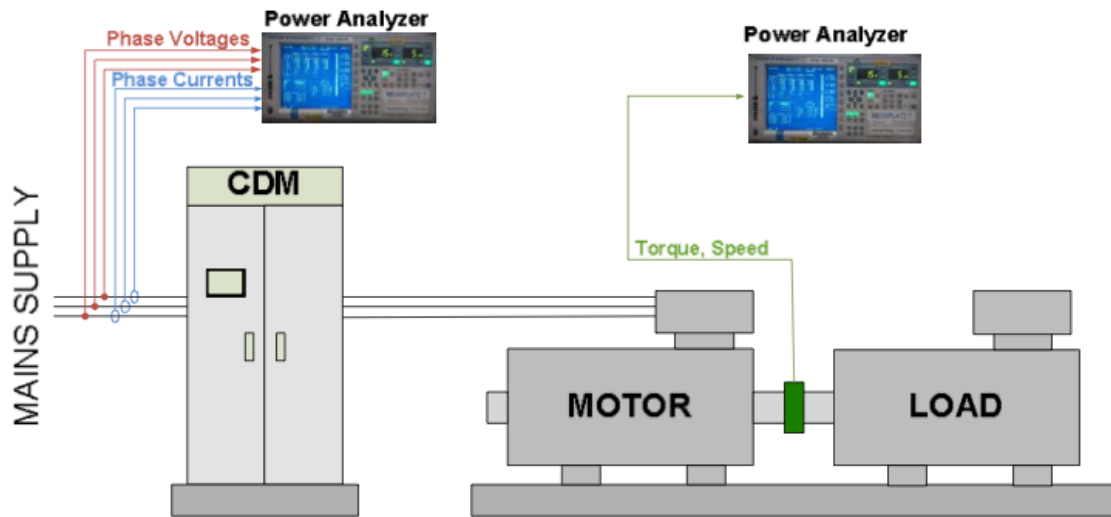 Power Analyzer
Phase Voltages
Phase Currents
Power Analyzer
CDM
MAINS SUPPLY
Torque, Speed
MOTOR
LOAD